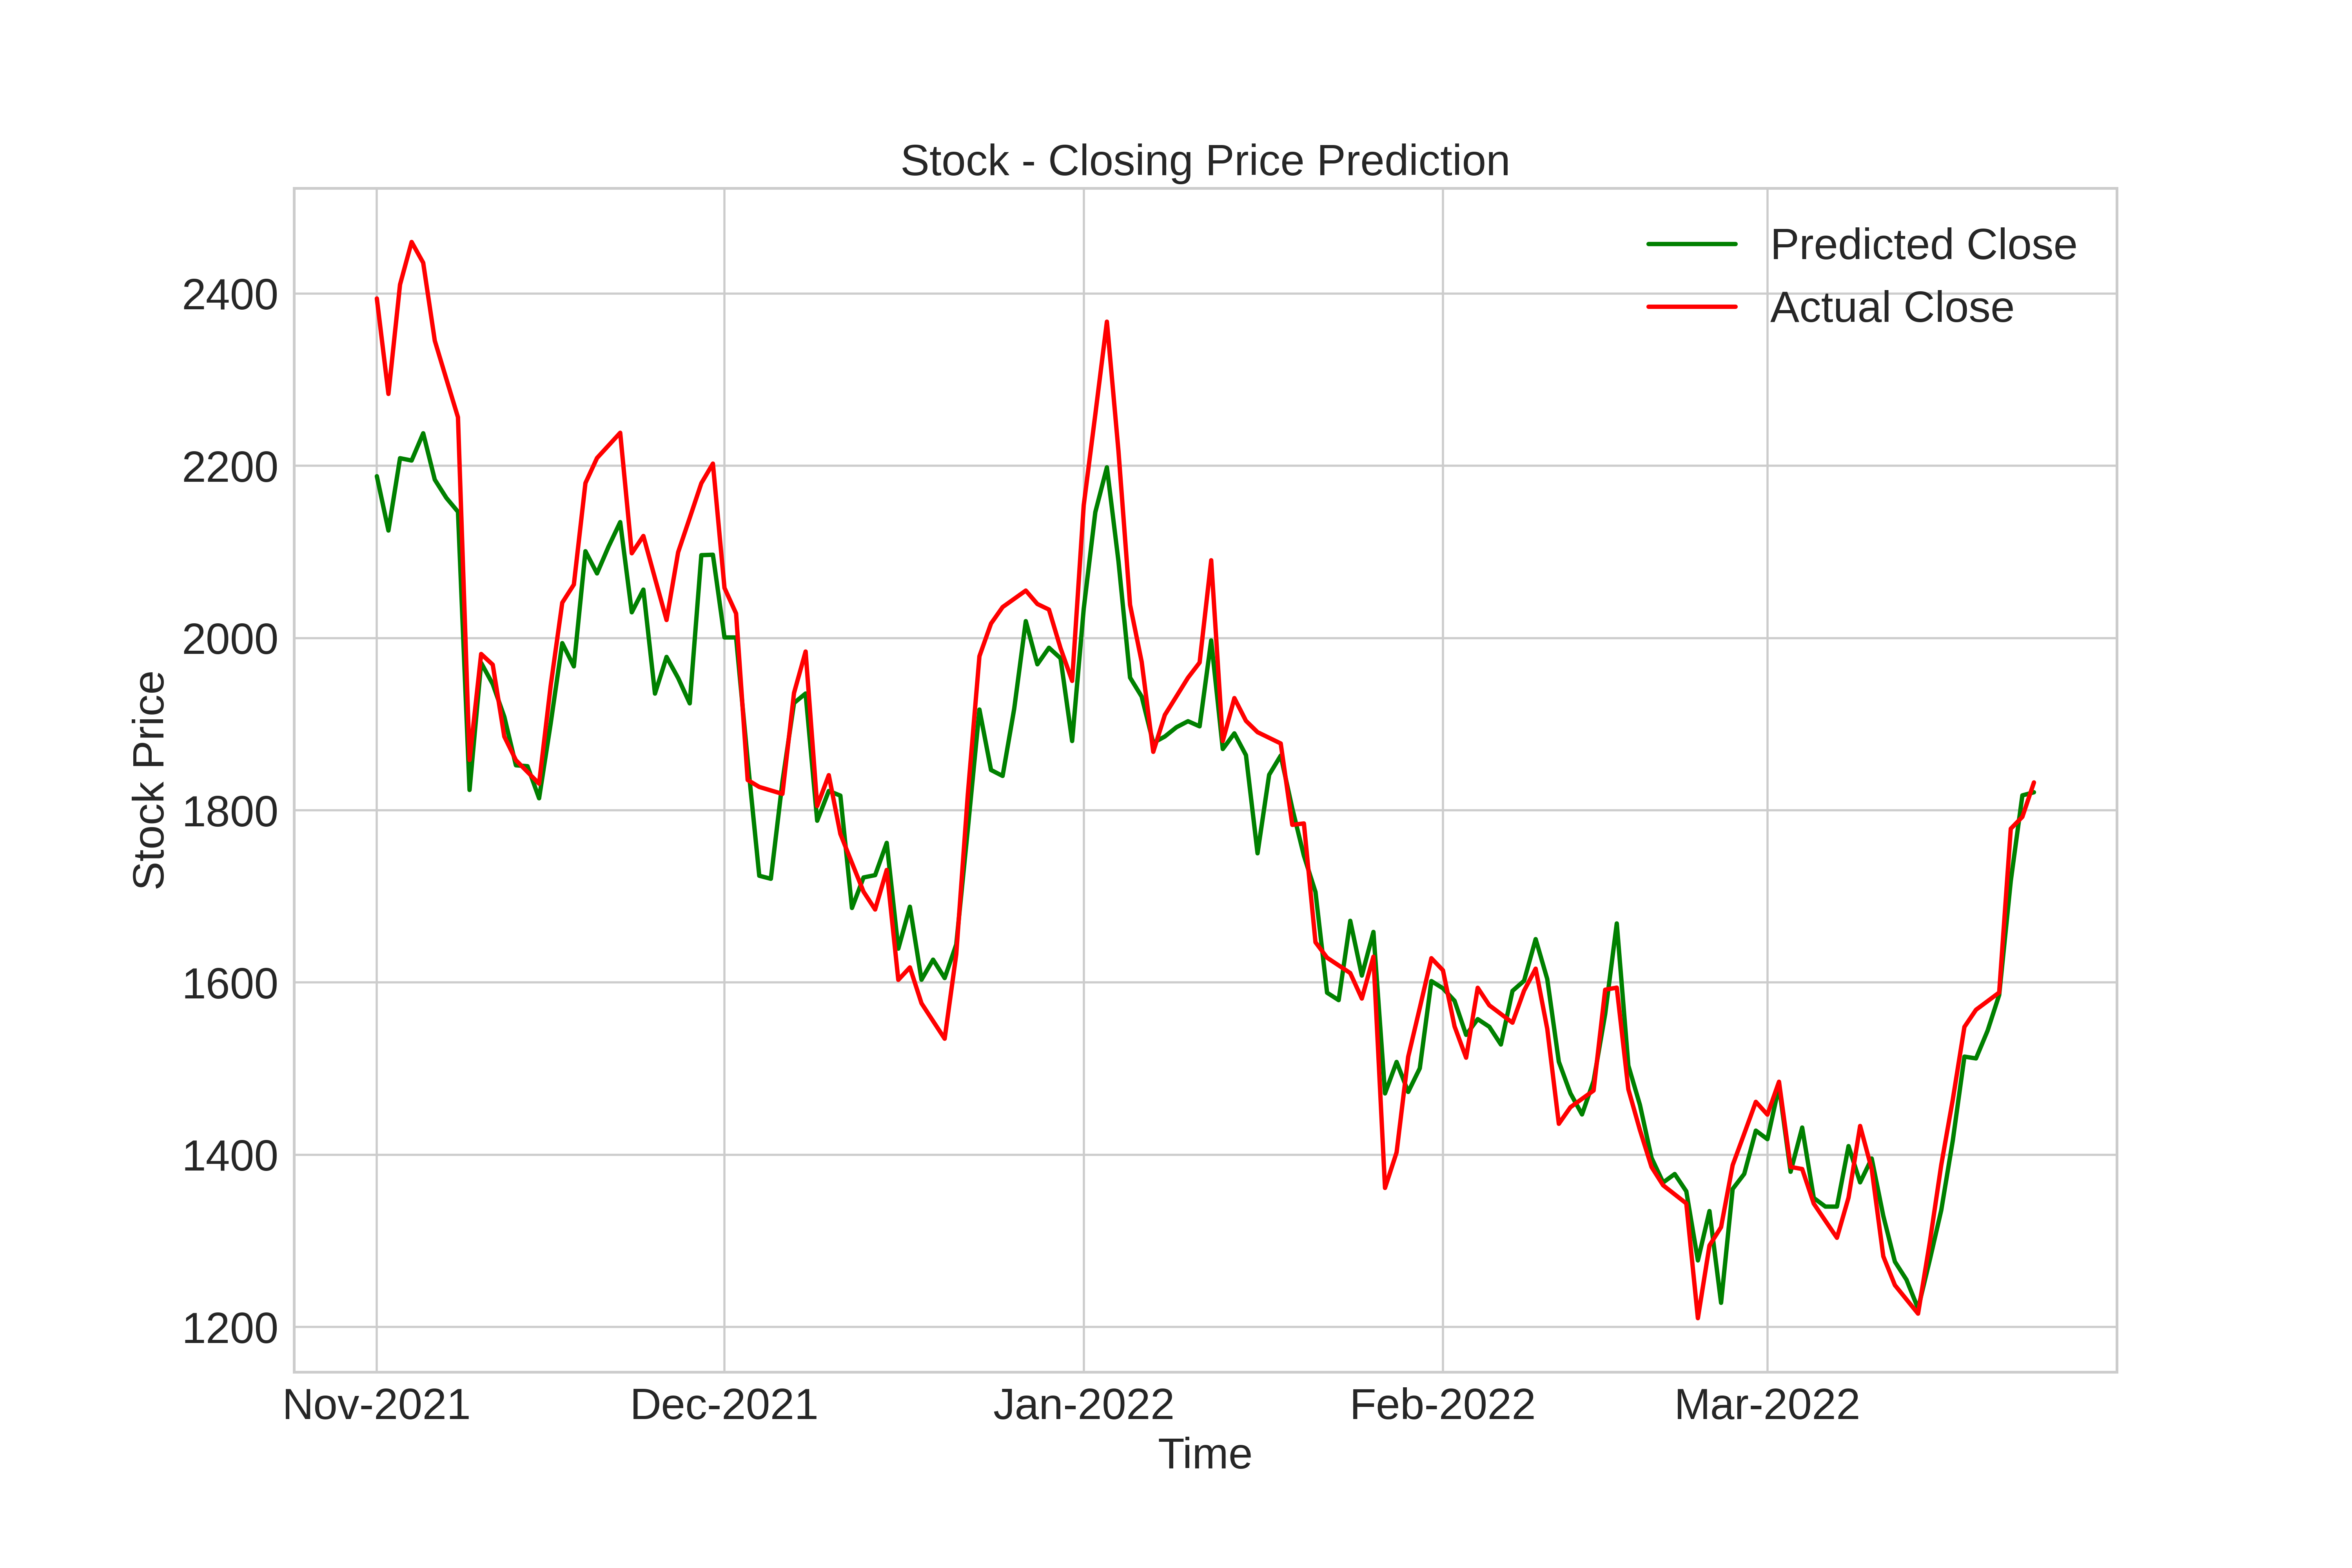 Stock - Closing Price Prediction
Predicted Close
Actual Close
2400
2200
2000
1800
1600
1400
1200
Stock Price
Nov-2021 Dec-2021 Jan-2022 Feb-2022 Mar-2022
Time